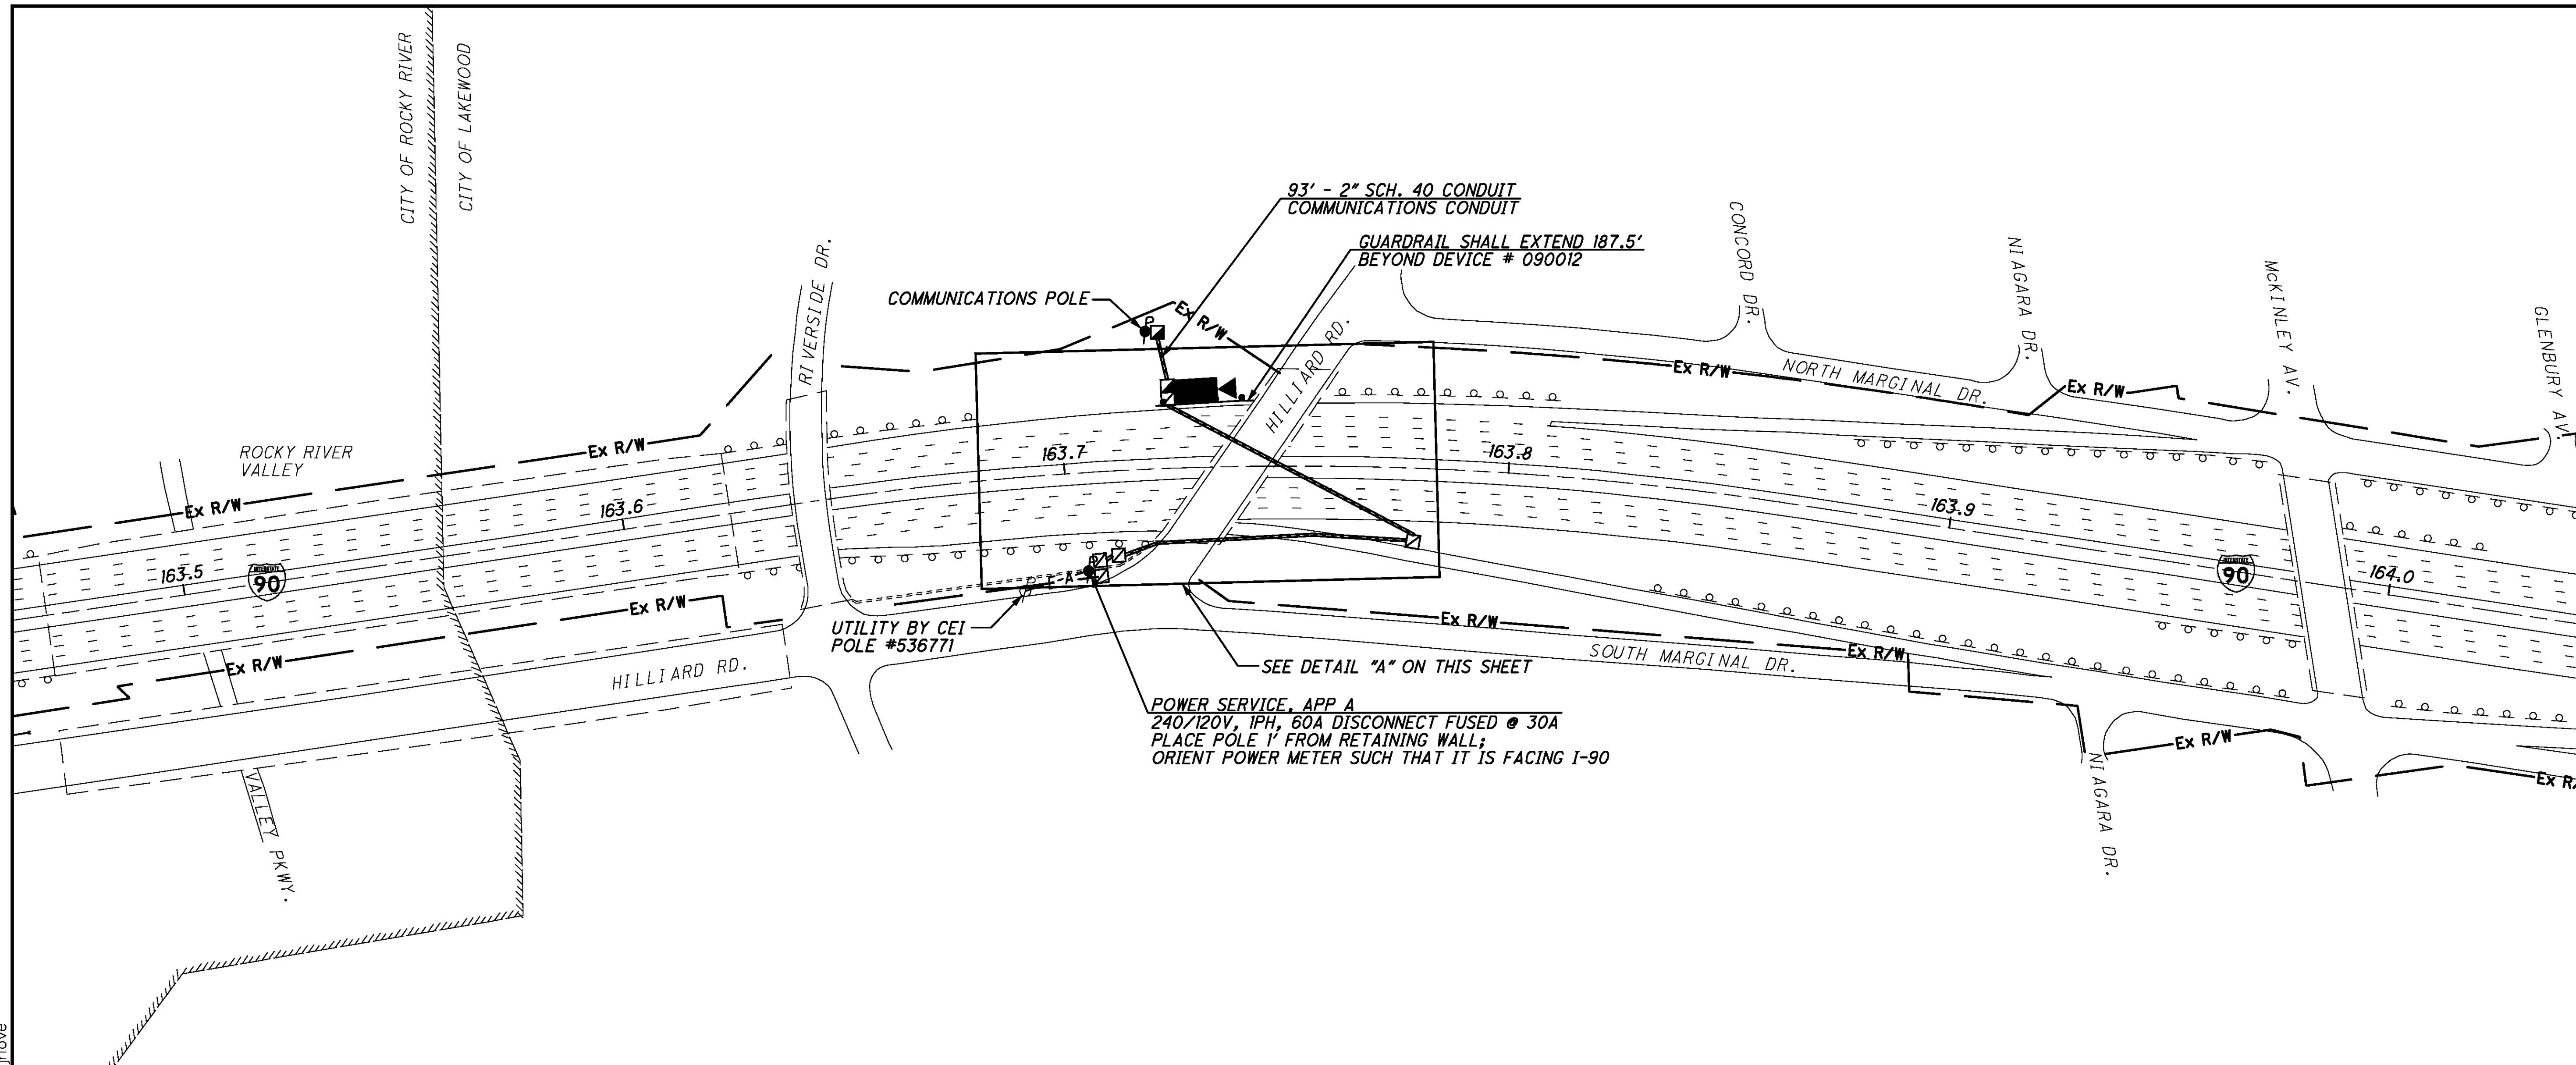 CITY OF ROCKY RIVER
CITY OF LAKEWOOD
93' - 2" SCH. 40 CONDUIT
COMMUNICATIONS CONDUIT
GUARDRAIL SHALL EXTEND 187.5'
BEYOND DEVICE # 090012
COMMUNICATIONS POLE
P
Ex R/W
RIVERSIDE DR.
HILLIARD RD.
CONCORD DR.
NIAGARA DR.
McKINLEY AV.
GLENBURY AV.
Ex R/W
NORTH MARGINAL DR.
Ex R/W
ROCKY RIVER
VALLEY
Ex R/W
Ex R/W
163.5
INTERSTATE
90
163.6
163.7
163.8
163.9
INTERSTATE
90
164.0
E-A
P
UTILITY BY CEI
POLE #536771
Ex R/W
Ex R/W
HILLIARD RD.
Ex R/W
SOUTH MARGINAL DR.
Ex R/W
SEE DETAIL "A" ON THIS SHEET
POWER SERVICE, APP A
240/120V, 1PH, 60A DISCONNECT FUSED @ 30A
PLACE POLE 1' FROM RETAINING WALL;
ORIENT POWER METER SUCH THAT IT IS FACING I-90
Ex R/W
Ex R/
NIAGARA DR.
VALLEY PKWY.